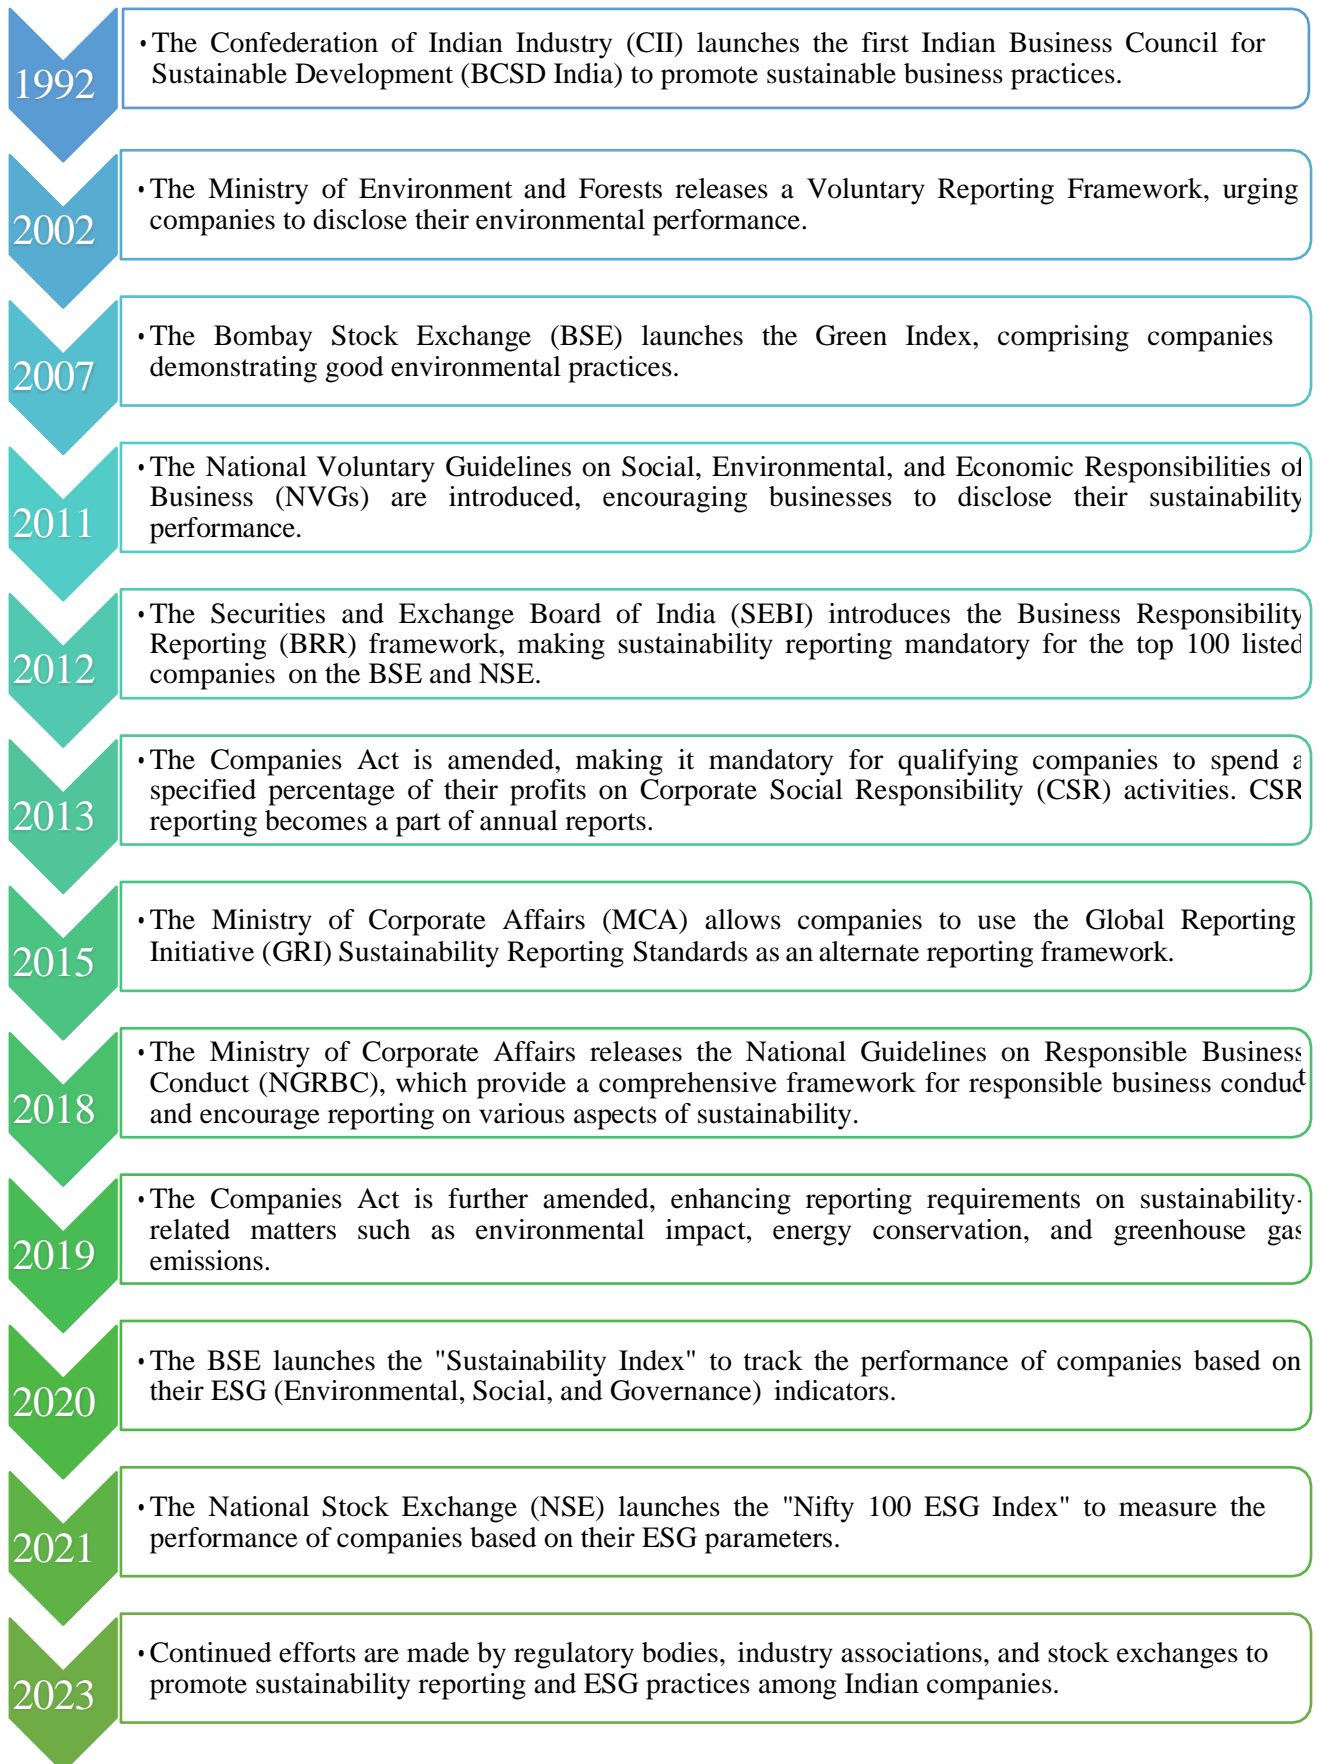 1992
• The Confederation of Indian Industry (CII) launches the first Indian Business Council for
Sustainable Development (BCSD India) to promote sustainable business practices.
2002
• The Ministry of Environment and Forests releases a Voluntary Reporting Framework, urging
companies to disclose their environmental performance.
2007
• The Bombay Stock Exchange (BSE) launches the Green Index, comprising companies
demonstrating good environmental practices.
2011
• The National Voluntary Guidelines on Social, Environmental, and Economic Responsibilities of
Business (NVGs) are introduced, encouraging businesses to disclose their sustainability
performance.
2012
• The Securities and Exchange Board of India (SEBI) introduces the Business Responsibility
Reporting (BRR) framework, making sustainability reporting mandatory for the top 100 listed
companies on the BSE and NSE.
2013
• The Companies Act is amended, making it mandatory for qualifying companies to spend a
specified percentage of their profits on Corporate Social Responsibility (CSR) activities. CSR
reporting becomes a part of annual reports.
2015
• The Ministry of Corporate Affairs (MCA) allows companies to use the Global Reporting
Initiative (GRI) Sustainability Reporting Standards as an alternate reporting framework.
2018
• The Ministry of Corporate Affairs releases the National Guidelines on Responsible Business
Conduct (NGRBC), which provide a comprehensive framework for responsible business conduct
and encourage reporting on various aspects of sustainability.
2019
• The Companies Act is further amended, enhancing reporting requirements on sustainability-
related matters such as environmental impact, energy conservation, and greenhouse gas
emissions.
2020
• The BSE launches the "Sustainability Index" to track the performance of companies based on
their ESG (Environmental, Social, and Governance) indicators.
2021
• The National Stock Exchange (NSE) launches the "Nifty 100 ESG Index" to measure the
performance of companies based on their ESG parameters.
2023
• Continued efforts are made by regulatory bodies, industry associations, and stock exchanges to
promote sustainability reporting and ESG practices among Indian companies.